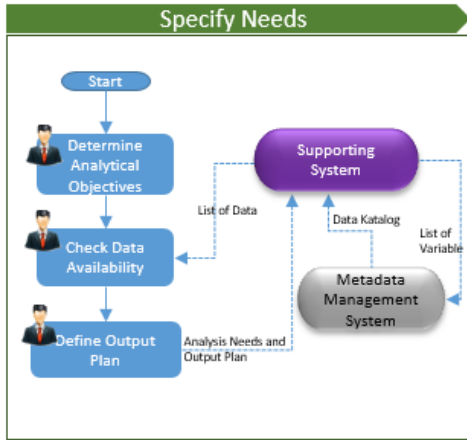 Specify Needs
Start
Determine
Analytical
Objectives
Supporting
System
List of Data
Data Katalog
List of
Variable
Check Data
Availability
Metadata
Management
System
Define Output
Plan
Analysis Needs and
Output Plan